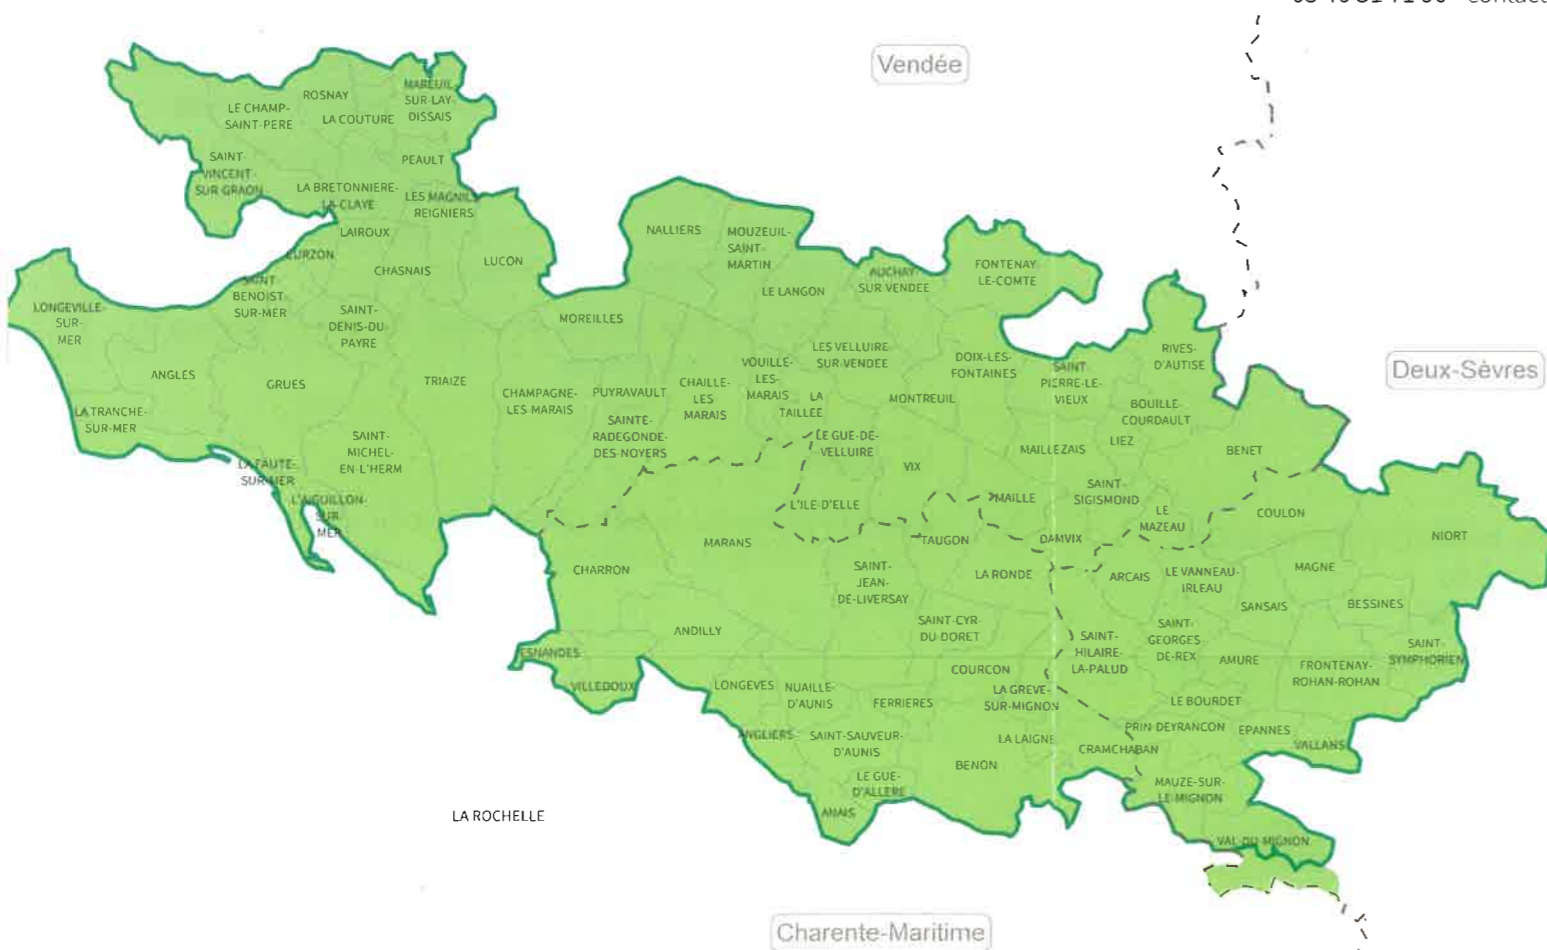 contact
Vendée
MAREUIL-
SUR-LAY-
DISSAIS
ROSNAY
LE CHAMP-
SAINT-PERE
LA COUTURE
PEAULT
SAINT-
VINCENT-
SUR GRAON
LA BRETONNIERE-
LA-CLAYE
LES MAGNILS
REIGNIERS
LAIROUX
CURZON
CHASNAIS
LUCON
NALLIERS
MOUZEUIL-
SAINT-
MARTIN
LE LANGON
AUCHAY-
SUR VENDEE
FONTENAY
LE-COMTE
LONGEVILLE-
SUR-
MER
SAINT
BENOIST-
SUR-MER
SAINT-
DENIS-DU-
PAYRE
MOREILLES
LES VELLUIRE-
SUR-VENDEE
DOIX-LES-
FONTAINES
SAINT
PIERRE-LE-
VIEUX
RIVES-
D'AUTISE
Deux-Sèvres
ANGLES
GRUES
TRIAIZE
CHAMPAGNE-
LES-MARAIS
PUYRAVAULT
CHAILLE-
LES
MARAIS
VOUILLE-
LES-
MARAIS
LA
TAILLEE
MONTREUIL
BOUILLE-
COURDAULT
LA TRANCHE-
SUR-MER
SAINTE-
RADEGONDE-
DES-NOYERS
LE GUE-DE-
VELLUIRE
MAILLEZAIS
LIEZ
BENET
SAINT-
MICHEL-
EN-L'HERM
LA FAUTE-
SUR-MER
VIX
L'AIGUILLON-
SUR-
MER
L'ILE-D'ELLE
MAILLE
SAINT-
SIGISMOND
LE
MAZEAU
COULON
NIORT
MARANS
TAUGON
DAMVIX
CHARRON
SAINT-
JEAN-
DE-LIVERSAY
LA RONDE
ARCAIS
LE VANNEAU-
IRLEAU
MAGNE
SANSAIS
BESSINES
ANDILLY
SAINT-CYR-
DU-DORET
SAINT-
HILAIRE-
LA-PALUD
SAINT-
GEORGES
DE-REX
AMURE
SAINT-
SYMPHORIEN
ESNANDES
VILLEDOUX
COURCON
FRONTENAY-
ROHAN-ROHAN
LONGEVES
NUAILLE-
D'AUNIS
FERRIERES
LA GREVE-
SUR-MIGNON
LE BOURDET
ANGLIERS
SAINT-SAUVEUR-
D'AUNIS
LA LAIGNE
PRIN-DEYRANCON
EPANNES
CRAMCHABAN
VALLANS
BENON
LE GUE-
D'ALLERE
MAUZE-SUR-
LE-MIGNON
ANAIS
LA ROCHELLE
VAL-DU-MIGNON
Charente-Maritime